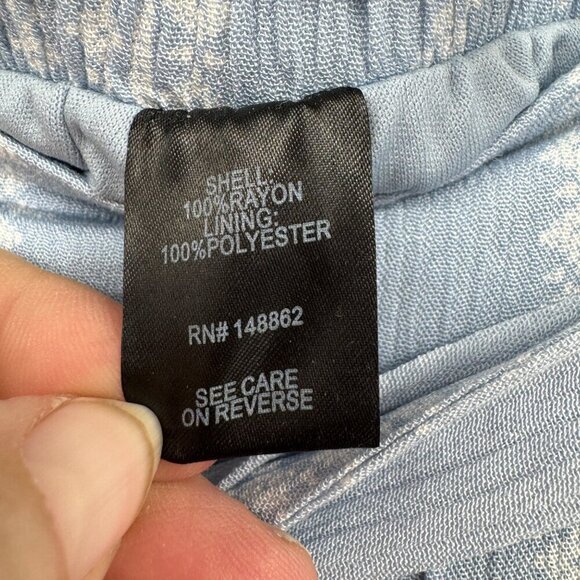 SHELL:
100%RAYON
LINING:
100%POLYESTER
RN# 148862
SEE CARE
ON REVERSE